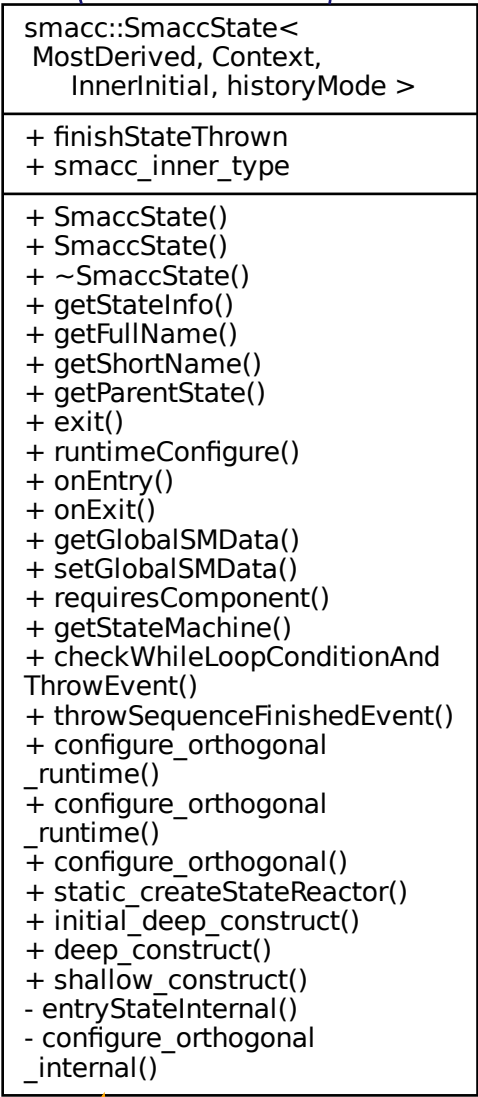 smacc::SmaccState<
MostDerived, Context,
InnerInitial, historyMode >
+ finishStateThrown
+ smacc_inner_type
+ SmaccState()
+ SmaccState()
+ ~SmaccState()
+ getStateInfo()
+ getFullName()
+ getShortName()
+ getParentState()
+ exit()
+ runtimeConfigure()
+ onEntry()
+ onExit()
+ getGlobalSMData()
+ setGlobalSMData()
+ requiresComponent()
+ getStateMachine()
+ checkWhileLoopConditionAnd
ThrowEvent()
+ throwSequenceFinishedEvent()
+ configure_orthogonal
_runtime()
+ configure_orthogonal
_runtime()
+ configure_orthogonal()
+ static_createStateReactor()
+ initial_deep_construct()
+ deep_construct()
+ shallow_construct()
- entryStateInternal()
- configure_orthogonal
_internal()